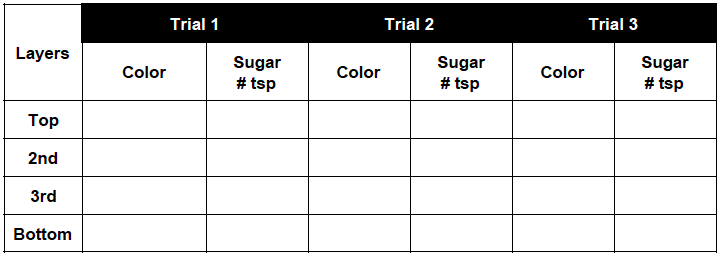 Trial 1 Trial 2 Trial 3
Layers
Color Sugar # tsp Color Sugar # tsp Color Sugar # tsp
Top
2nd
3rd
Bottom